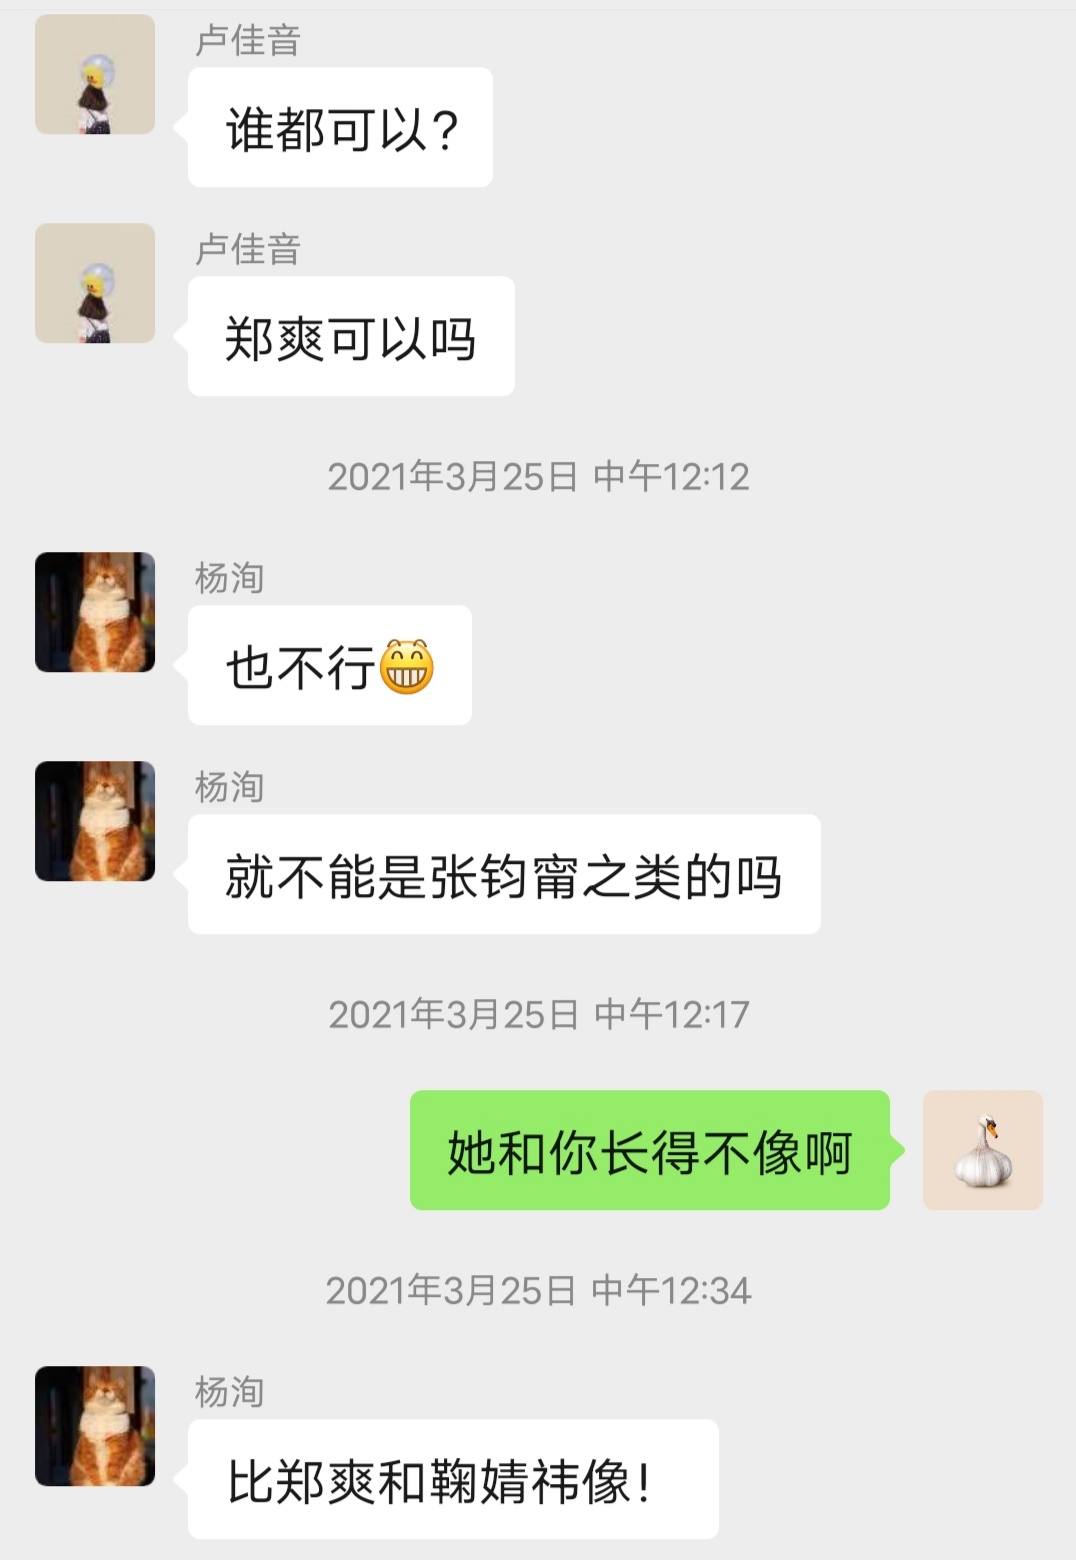 卢佳音
谁都可以?
卢佳音
郑爽可以吗
2021年3月25日 中午12:12
杨洵
也不行😁
杨洵
就不能是张钧甯之类的吗
2021年3月25日 中午12:17
她和你长得不像啊
2021年3月25日 中午12:34
杨洵
比郑爽和鞠婧祎像!